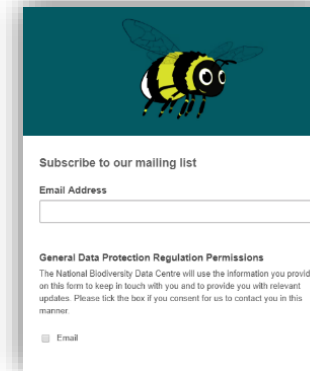 Subscribe to our mailing list
Email Address
General Data Protection Regulation Permissions
The National Biodiversity Data Centre will use the information you provid
on this form to keep in touch with you and to provide you with relevant
updates. Please tick the box if you consent for us to contact you in this
manner
Email